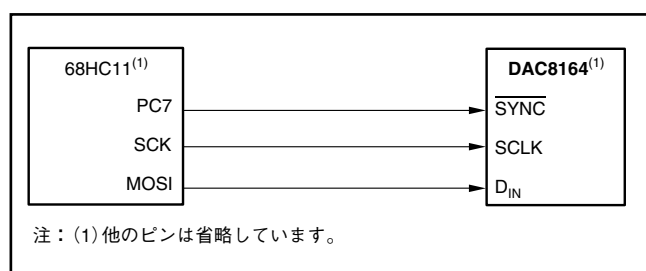 68HC11(1)
DAC8164(1)
PC7
SYNC
SCK
SCLK
MOSI
DIN
注：(1)他のピンは省略しています。